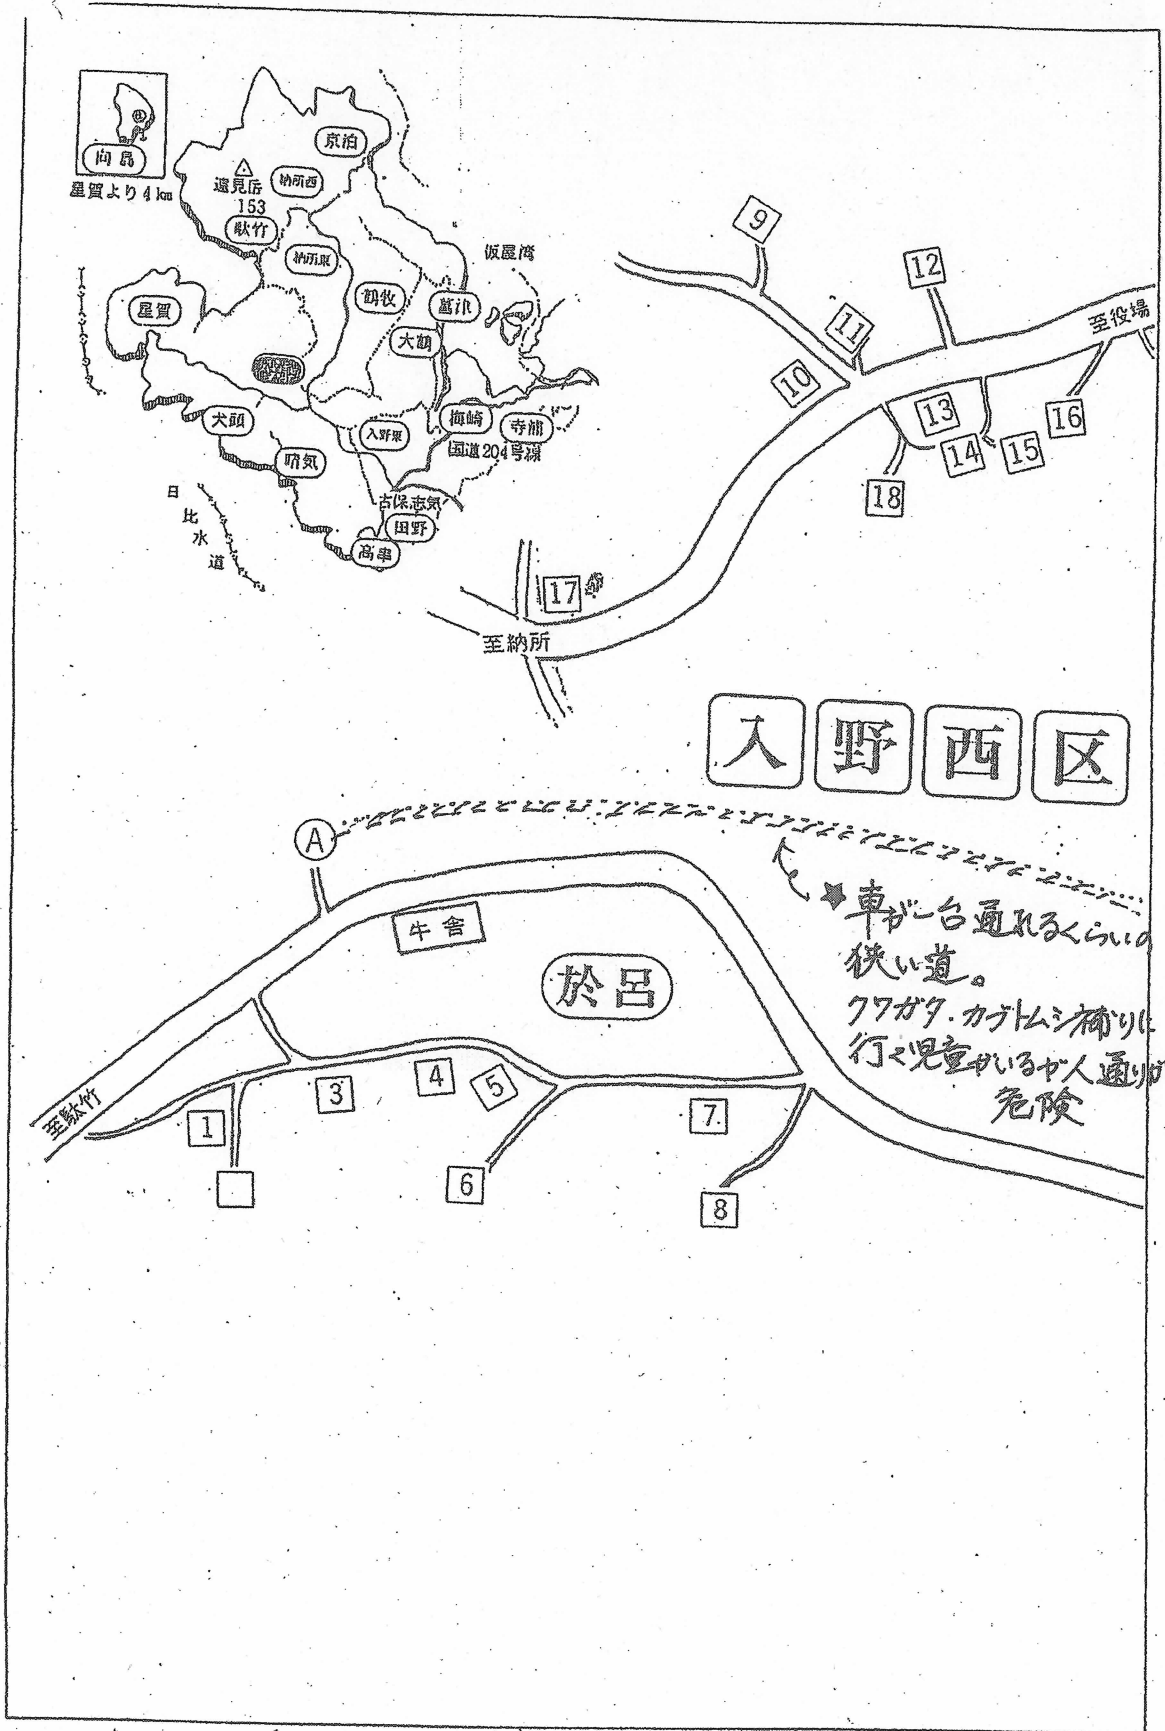 京泊
向島
星賀より4km
遠見岳
153
納所西
駄竹
納所東
仮屋湾
鶴牧
星賀
大鶴
犬頭
梅崎
寺浦
入野東
国道204号線
晴気
古保志気
田野
高串
日比水道
9
12
11
至役場
10
13
14
15
16
18
17
至納所
入野西区
A
牛舎
於呂
★車が一台通れるくらいの
狭い道。
クワガタ・カブトムシ捕りに
行く児童がいるが人通りが
危険
至駄竹
1
3
4
5
6
7
8